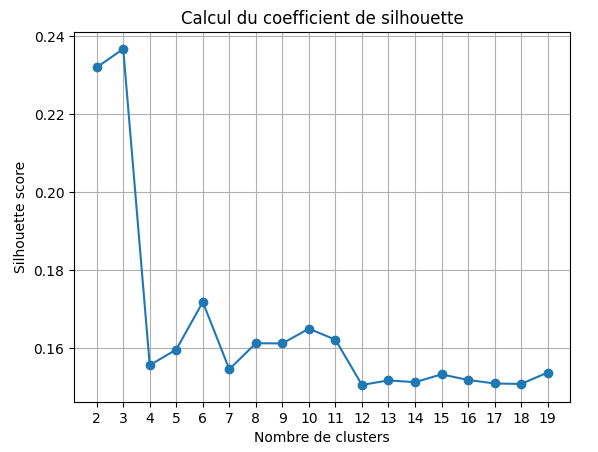 Calcul du coefficient de silhouette
0.24
0.22
0.20
0.18
0.16
Silhouette score
2 3 4 5 6 7 8 9 10 11 12 13 14 15 16 17 18 19
Nombre de clusters